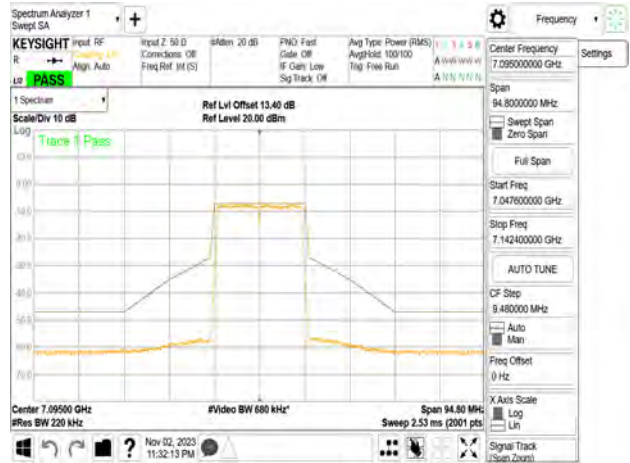 Spectrum Analyzer 1
Swept SA
+
Frequency
KEYSIGHT
Input: RF
Align: Auto
Input Z: 50 Ω
Corrections: Off
Freq Ref: Int (S)
#Atten: 20 dB
PNO: Fast
Gate: Off
IF Gain: Low
Sig Track: Off
Avg Type: Power (RMS)
Avg|Hold: 100/100
Trig: Free Run
R
PASS
1 Spectrum
Scale/Div 10 dB
Ref Lvl Offset 13.40 dB
Ref Level 20.00 dBm
Log
Trace 1 Pass
Center 7.09500 GHz
#Res BW 220 kHz
#Video BW 680 kHz*
Span 94.80 MHz
Sweep 2.53 ms (2001 pts
Center Frequency
7.095000000 GHz
Settings
Span
94.8000000 MHz
Swept Span
Zero Span
Full Span
Start Freq
7.047600000 GHz
Stop Freq
7.142400000 GHz
AUTO TUNE
CF Step
9.480000 MHz
Auto
Man
Freq Offset
0 Hz
X Axis Scale
Log
Lin
Signal Track
(Span Zoom)
?
Nov 02, 2023
11:32:13 PM